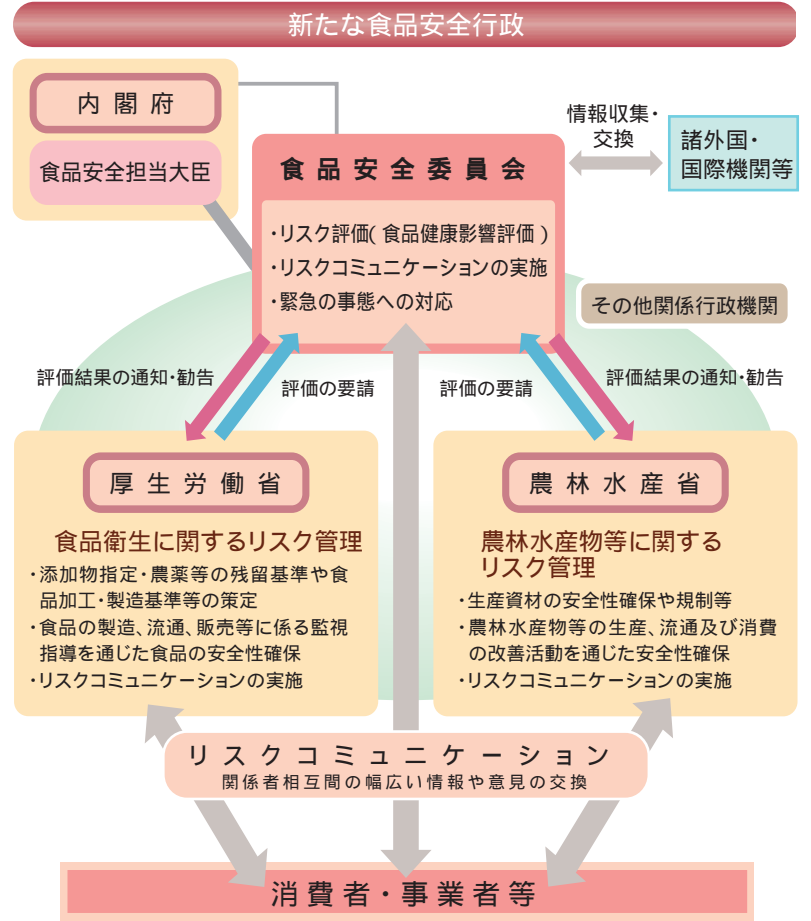 新たな食品安全行政
内閣府
食品安全担当大臣
食品安全委員会
・リスク評価(食品健康影響評価)
・リスクコミュニケーションの実施
・緊急の事態への対応
情報収集・
交換
諸外国・
国際機関等
その他関係行政機関
評価結果の通知・勧告
評価の要請
評価の要請
評価結果の通知・勧告
厚生労働省
食品衛生に関するリスク管理
・添加物指定・農薬等の残留基準や食
品加工・製造基準等の策定
・食品の製造、流通、販売等に係る監視
指導を通じた食品の安全性確保
・リスクコミュニケーションの実施
農林水産省
農林水産物等に関する
リスク管理
・生産資材の安全性確保や規制等
・農林水産物等の生産、流通及び消費
の改善活動を通じた安全性確保
・リスクコミュニケーションの実施
リスクコミュニケーション
関係者相互間の幅広い情報や意見の交換
消費者・事業者等